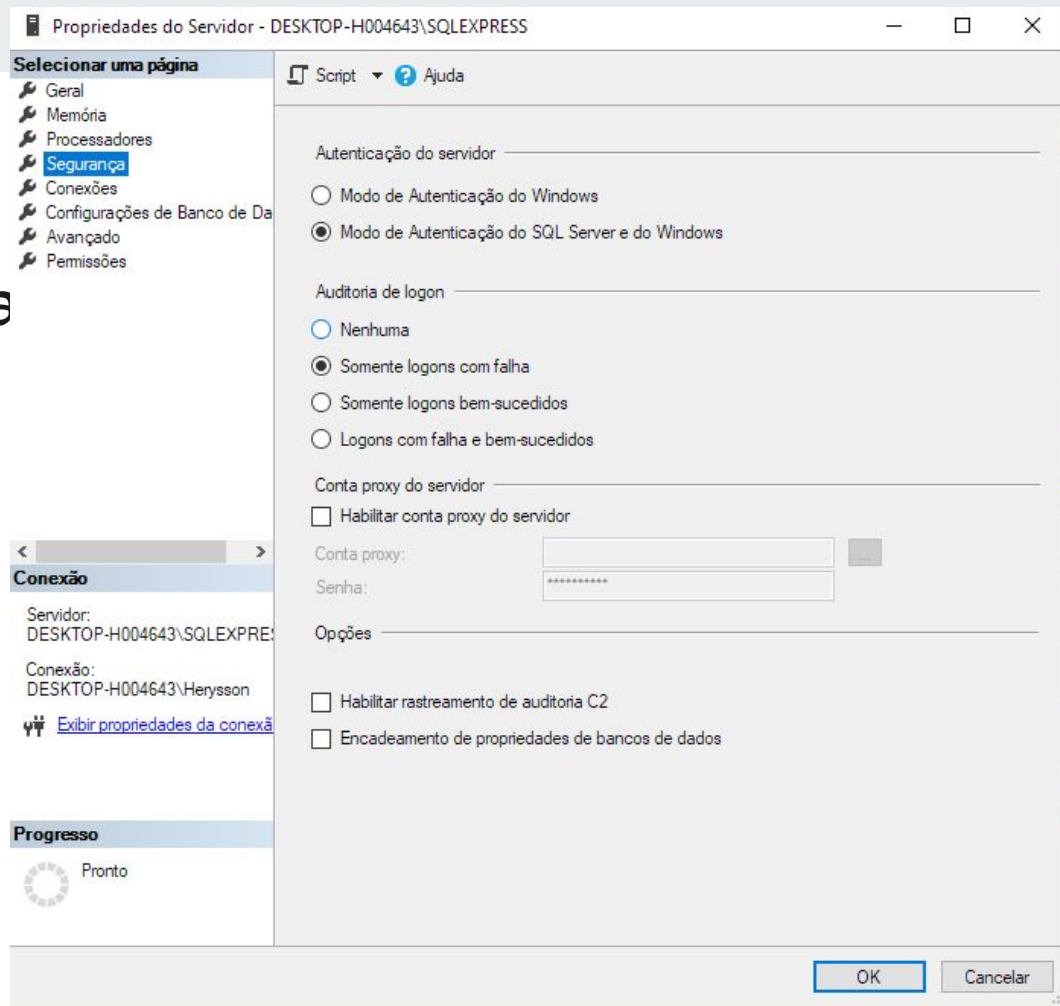 Propriedades do Servidor - DESKTOP-H004643\SQLEXPRESS
Selecionar uma página
Geral
Memória
Processadores
Segurança
Conexões
Configurações de Banco de Da
Avançado
Permissões
a
Script
Ajuda
Autenticação do servidor
Modo de Autenticação do Windows
Modo de Autenticação do SQL Server e do Windows
Auditoria de logon
Nenhuma
Somente logons com falha
Somente logons bem-sucedidos
Logons com falha e bem-sucedidos
Conta proxy do servidor
Habilitar conta proxy do servidor
Conta proxy:
...
Senha:
**********
Opções
Habilitar rastreamento de auditoria C2
Encadeamento de propriedades de bancos de dados
Conexão
Servidor:
DESKTOP-H004643\SQLEXPRES
Conexão:
DESKTOP-H004643\Herysson
Exibir propriedades da conexã
Progresso
Pronto
OK
Cancelar